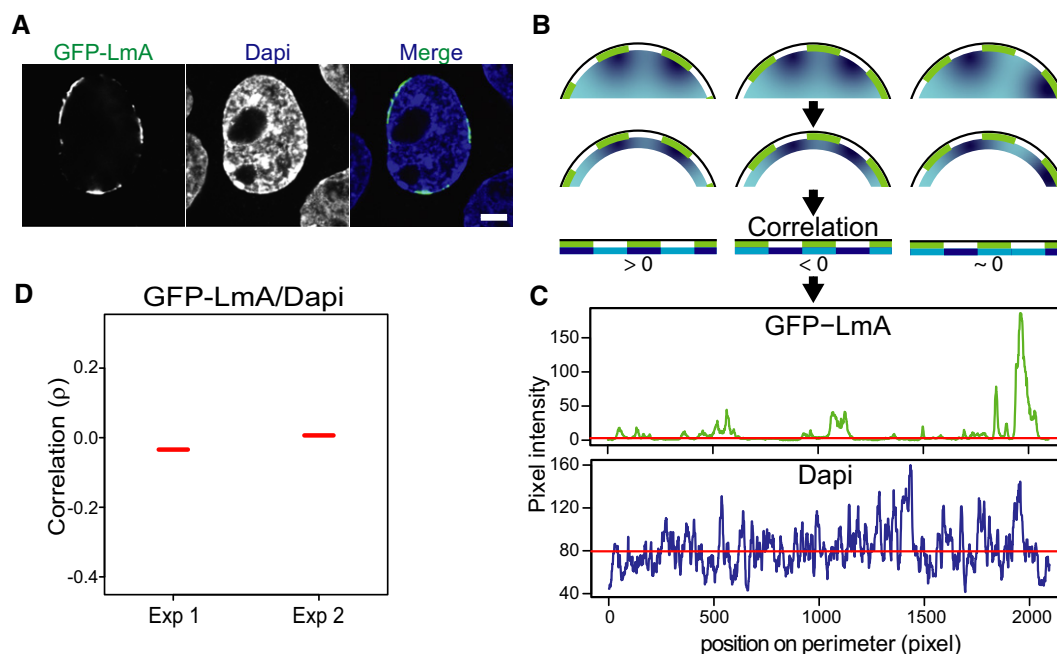 A
GFP-LmA Dapi Merge
B
Correlation
> 0 < 0 ~ 0
D
GFP-LmA/Dapi
Correlation (ρ)
0.2
0.0
-0.2
-0.4
Exp 1 Exp 2
C
GFP−LmA
Pixel intensity
150
100
50
0
Dapi
160
120
80
40
0 500 1000 1500 2000
position on perimeter (pixel)